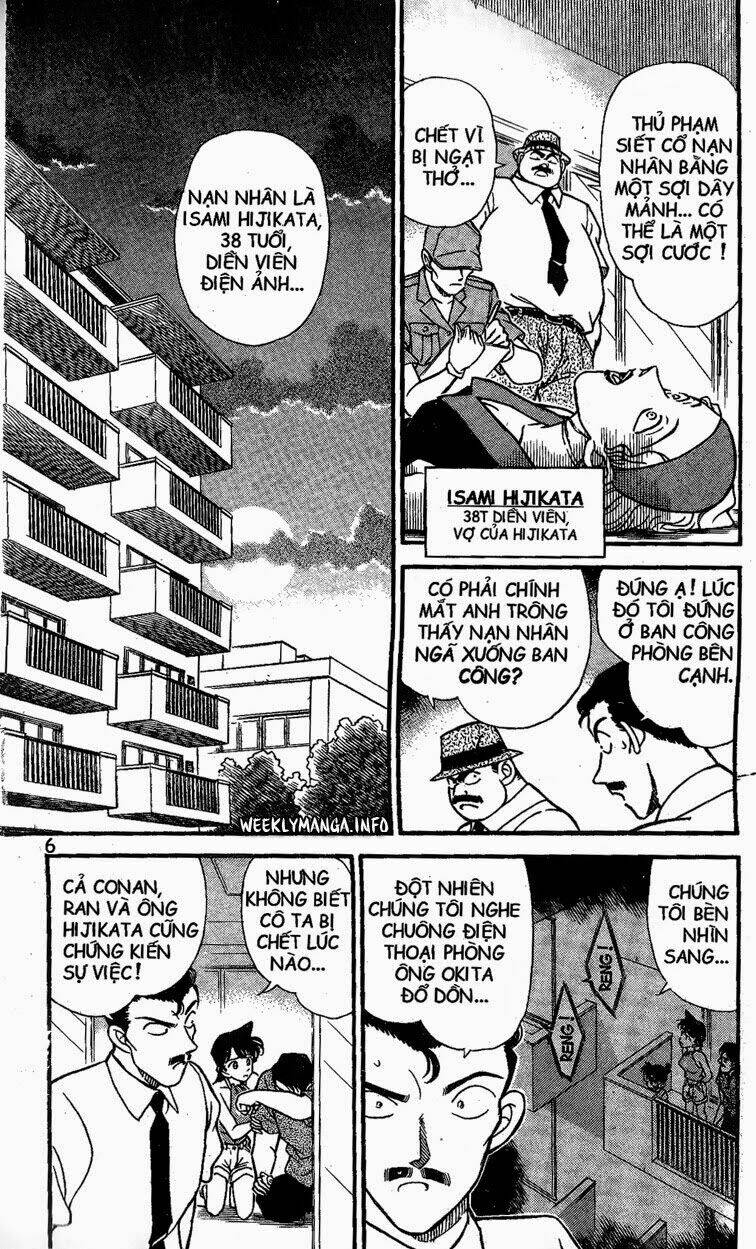 NẠN NHÂN LÀ
ISAMI HIJIKATA,
38 TUỔI,
DIỄN VIÊN
ĐIỆN ẢNH...
THỦ PHẠM
SIẾT CỔ NẠN
NHÂN BẰNG
MỘT SỢI DÂY
MẢNH... CÓ
THỂ LÀ MỘT
SỢI CƯỚC !
CHẾT VÌ
BỊ NGẠT
THỞ...
ISAMI HIJIKATA
38T DIỄN VIÊN,
VỢ CỦA HIJIKATA
CÓ PHẢI CHÍNH
MẮT ANH TRÔNG
THẤY NẠN NHÂN
NGÃ XUỐNG BAN
CÔNG?
ĐÚNG Ạ! LÚC
ĐÓ TÔI ĐỨNG
Ở BAN CÔNG
PHÒNG BÊN
CẠNH.
WEEKLYMANGA.INFO
6
CẢ CONAN,
RAN VÀ ÔNG
HIJIKATA CŨNG
CHỨNG KIẾN
SỰ VIỆC!
NHƯNG
KHÔNG BIẾT
CÔ TA BỊ
CHẾT LÚC
NÀO...
ĐỘT NHIÊN
CHÚNG TÔI NGHE
CHUÔNG ĐIỆN
THOẠI PHÒNG
ÔNG OKITA
ĐỔ DỒN...
RENG!
RENG!
CHÚNG
TÔI BÈN
NHÌN
SANG...